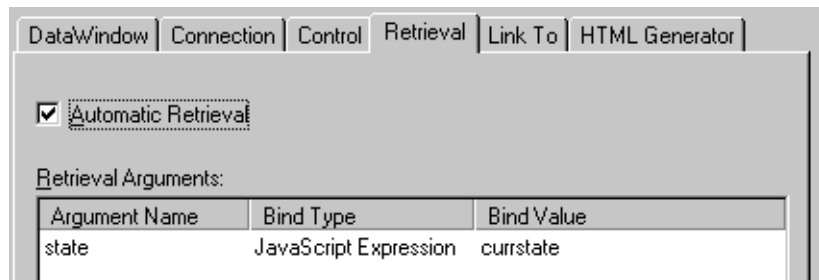 DataWindow Connection Control Retrieval Link To HTML Generator
Automatic Retrieval
Retrieval Arguments:
Argument Name Bind Type Bind Value
state JavaScript Expression currstate